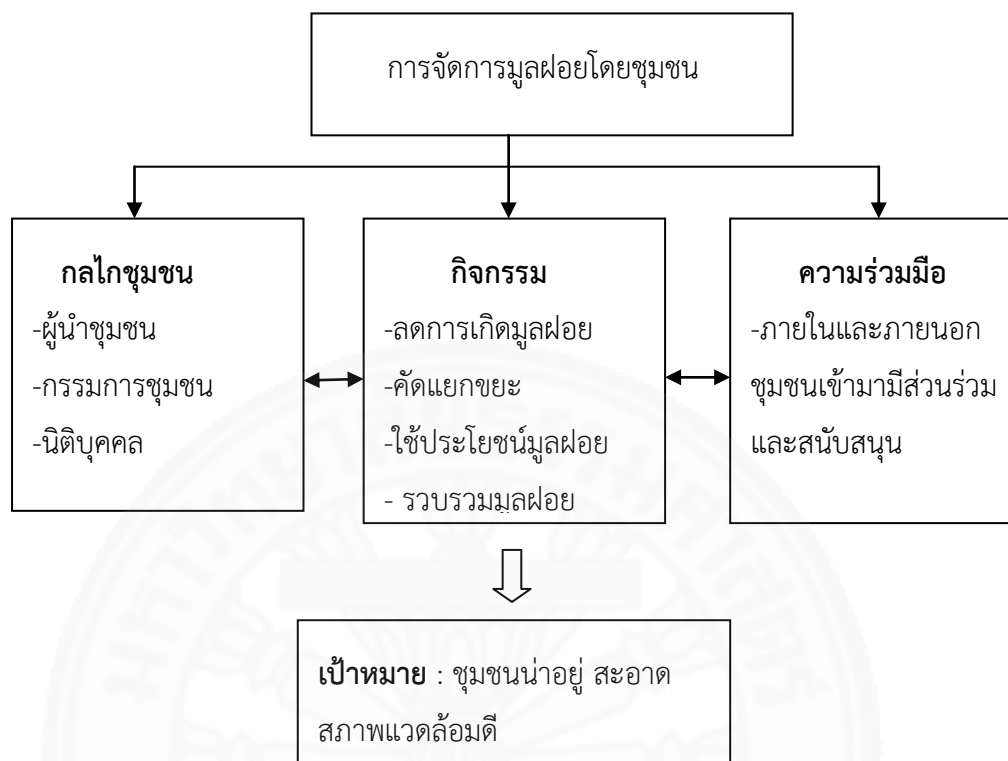 การจัดการมูลฝอยโดยชุมชน
กลไกชุมชน
-ผู้นำชุมชน
-กรรมการชุมชน
-นิติบุคคล
กิจกรรม
-ลดการเกิดมูลฝอย
-คัดแยกขยะ
-ใช้ประโยชน์มูลฝอย
- รวบรวมมูลฝอย
ความร่วมมือ
-ภายในและภายนอก
ชุมชนเข้ามามีส่วนร่วม
และสนับสนุน
เป้าหมาย : ชุมชนน่าอยู่ สะอาด
สภาพแวดล้อมดี